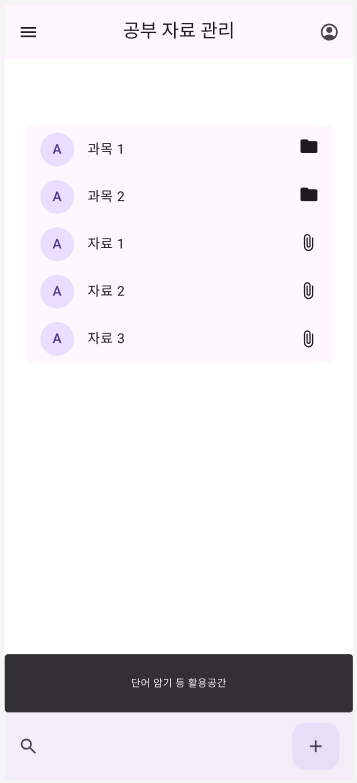 공부 자료 관리
A 과목 1
A 과목 2
A 자료 1
A 자료 2
A 자료 3
단어 암기 등 활용공간
+